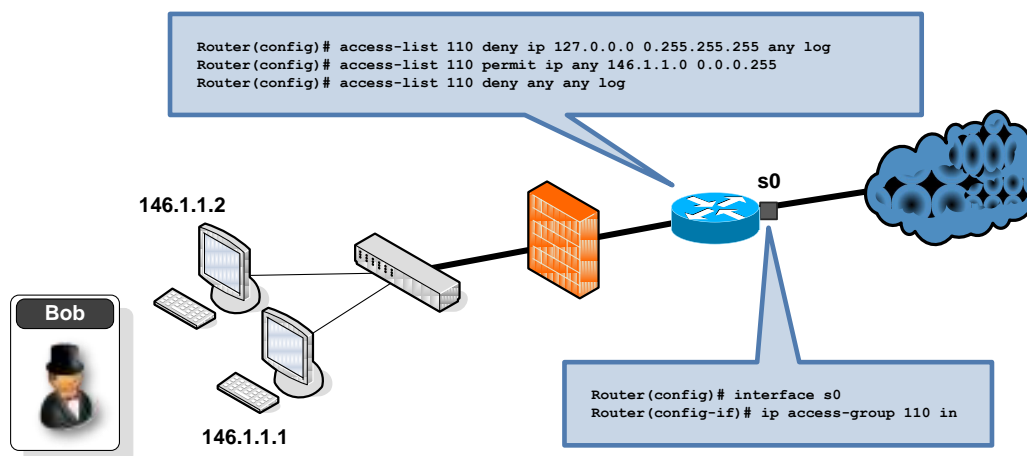 Router(config)# access-list 110 deny ip 127.0.0.0 0.255.255.255 any log
Router(config)# access-list 110 permit ip any 146.1.1.0 0.0.0.255
Router(config)# access-list 110 deny any any log
s0
146.1.1.2
Bob
146.1.1.1
Router(config)# interface s0
Router(config-if)# ip access-group 110 in